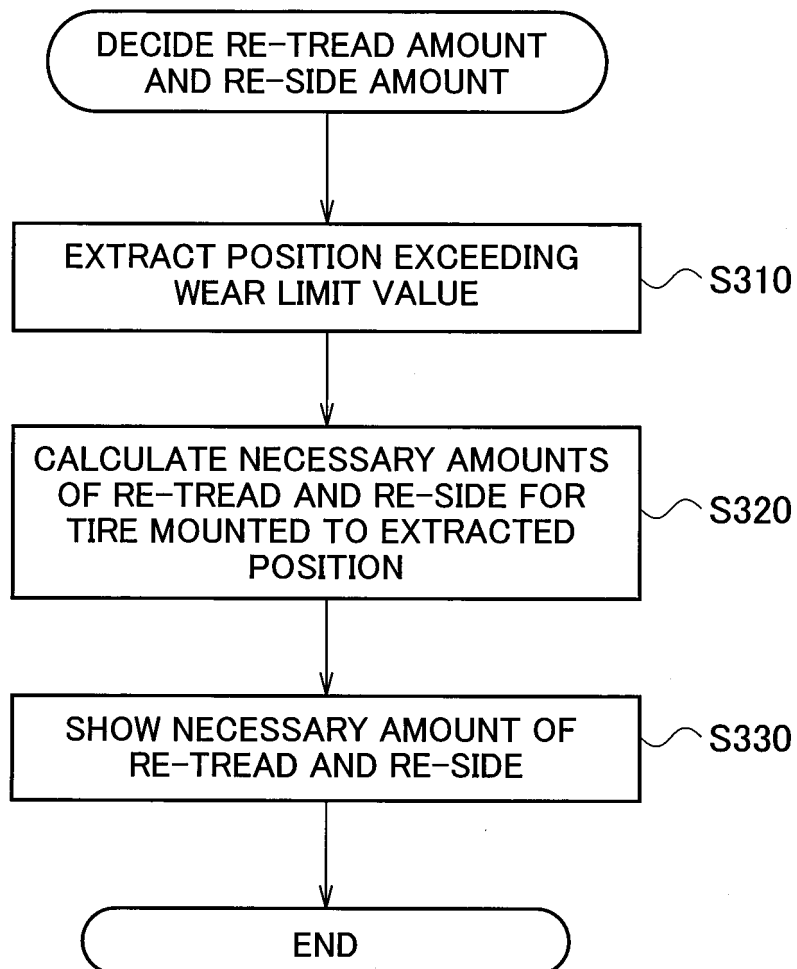 DECIDE RE-TREAD AMOUNT
AND RE-SIDE AMOUNT
EXTRACT POSITION EXCEEDING
WEAR LIMIT VALUE
S310
CALCULATE NECESSARY AMOUNTS
OF RE-TREAD AND RE-SIDE FOR
TIRE MOUNTED TO EXTRACTED
POSITION
S320
SHOW NECESSARY AMOUNT OF
RE-TREAD AND RE-SIDE
S330
END